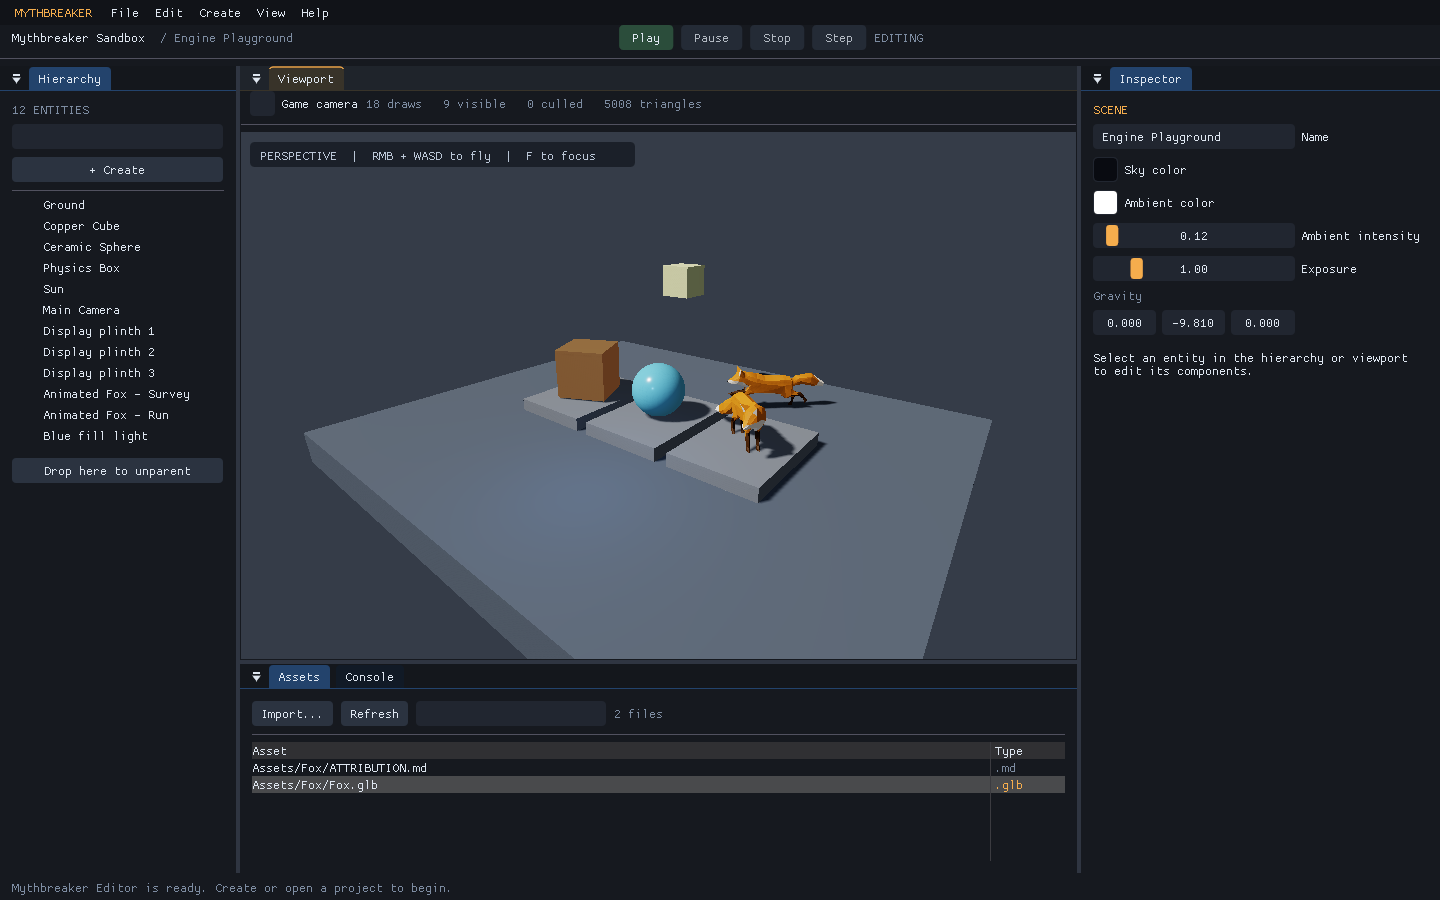 MYTHBREAKER File Edit Create View Help
Mythbreaker Sandbox / Engine Playground Play Pause Stop Step EDITING
Hierarchy
12 ENTITIES
+ Create
Ground
Copper Cube
Ceramic Sphere
Physics Box
Sun
Main Camera
Display plinth 1
Display plinth 2
Display plinth 3
Animated Fox - Survey
Animated Fox - Run
Blue fill light
Drop here to unparent
Viewport
Game camera 18 draws 9 visible 0 culled 5008 triangles
PERSPECTIVE | RMB + WASD to fly | F to focus
Assets Console
Import... Refresh 2 files
Asset Type
Assets/Fox/ATTRIBUTION.md .md
Assets/Fox/Fox.glb .glb
Inspector
SCENE
Engine Playground Name
Sky color
Ambient color
0.12 Ambient intensity
1.00 Exposure
Gravity
0.000 -9.810 0.000
Select an entity in the hierarchy or viewport
to edit its components.
Mythbreaker Editor is ready. Create or open a project to begin.